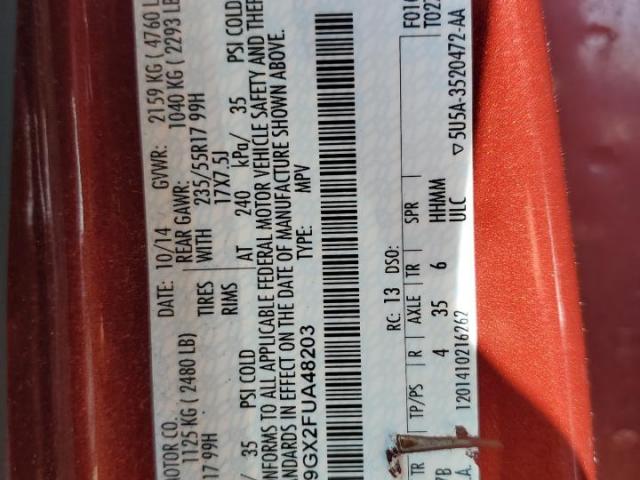 MOTOR CO.
DATE: 10/14 GVWR: 2159 KG ( 4760 L
1125 KG ( 2480 LB) REAR GAWR: 1040 KG ( 2293 LB
17 99H TIRES WITH 235/55R17 99H
RIMS 17X7.5J
/ 35 PSI COLD AT 240 kPa/ 35 PSI COLD
NFORMS TO ALL APPLICABLE FEDERAL MOTOR VEHICLE SAFETY AND THEF
ANDARDS IN EFFECT ON THE DATE OF MANUFACTURE SHOWN ABOVE.
9GX2FUA48203 TYPE: MPV
RC: 13 DSO:
TR TP/PS R AXLE TR SPR
7B 4 35 6 HHMM
1201410216262 ULC
▽5U5A-3520472-AA